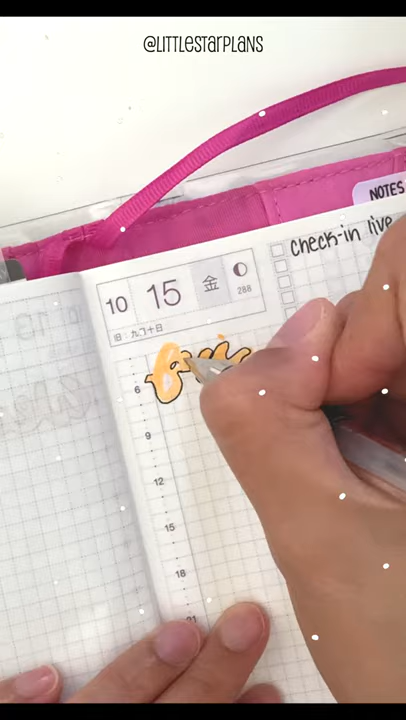 @LITTLESTARPLANS
NOTES
check-in live
10 15 金
288
旧: 九月十日
6
9
12
15
18
21